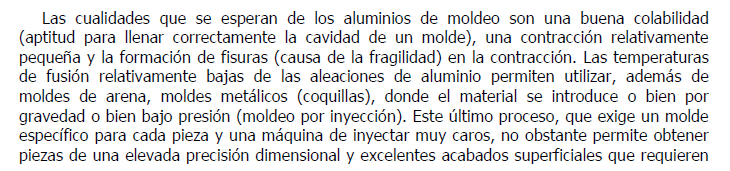 Las cualidades que se esperan de los aluminios de moldeo son una buena colabilidad
(aptitud para llenar correctamente la cavidad de un molde), una contracción relativamente
pequeña y la formación de fisuras (causa de la fragilidad) en la contracción. Las temperaturas
de fusión relativamente bajas de las aleaciones de aluminio permiten utilizar, además de
moldes de arena, moldes metálicos (coquillas), donde el material se introduce o bien por
gravedad o bien bajo presión (moldeo por inyección). Este último proceso, que exige un molde
específico para cada pieza y una máquina de inyectar muy caros, no obstante permite obtener
piezas de una elevada precisión dimensional y excelentes acabados superficiales que requieren